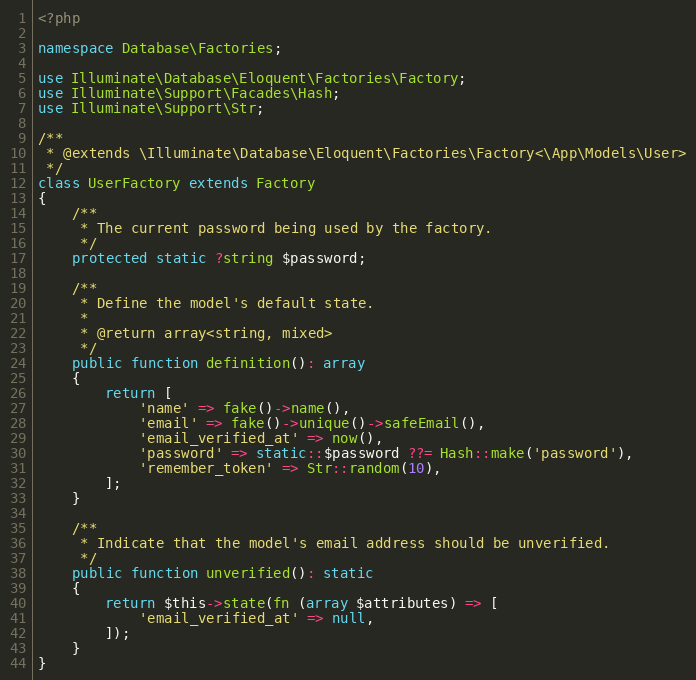 1 <?php
2
3 namespace Database\Factories;
4
5 use Illuminate\Database\Eloquent\Factories\Factory;
6 use Illuminate\Support\Facades\Hash;
7 use Illuminate\Support\Str;
8
9 /**
10  * @extends \Illuminate\Database\Eloquent\Factories\Factory<\App\Models\User>
11  */
12 class UserFactory extends Factory
13 {
14     /**
15      * The current password being used by the factory.
16      */
17     protected static ?string $password;
18
19     /**
20      * Define the model's default state.
21      *
22      * @return array<string, mixed>
23      */
24     public function definition(): array
25     {
26         return [
27             'name' => fake()->name(),
28             'email' => fake()->unique()->safeEmail(),
29             'email_verified_at' => now(),
30             'password' => static::$password ??= Hash::make('password'),
31             'remember_token' => Str::random(10),
32         ];
33     }
34
35     /**
36      * Indicate that the model's email address should be unverified.
37      */
38     public function unverified(): static
39     {
40         return $this->state(fn (array $attributes) => [
41             'email_verified_at' => null,
42         ]);
43     }
44 }